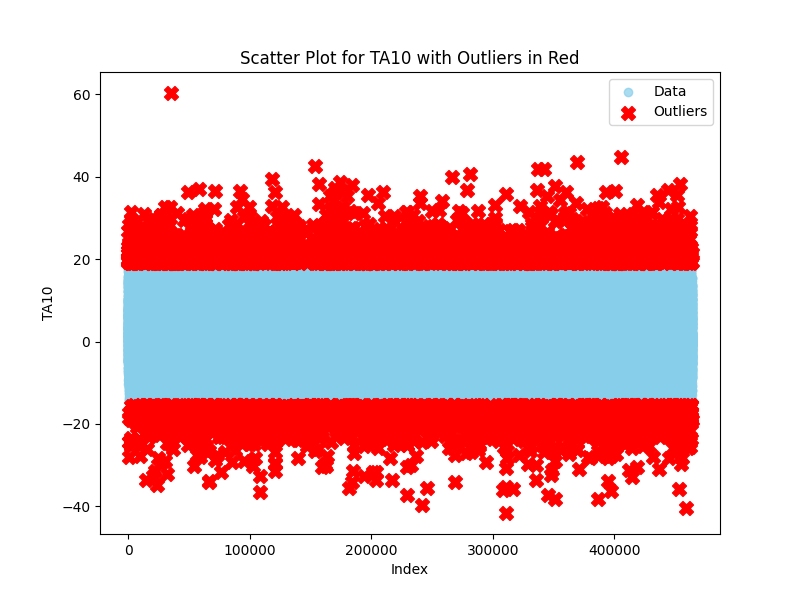 Scatter Plot for TA10 with Outliers in Red
Data
Outliers
60
40
20
0
−20
−40
TA10
0
100000
200000
300000
400000
Index